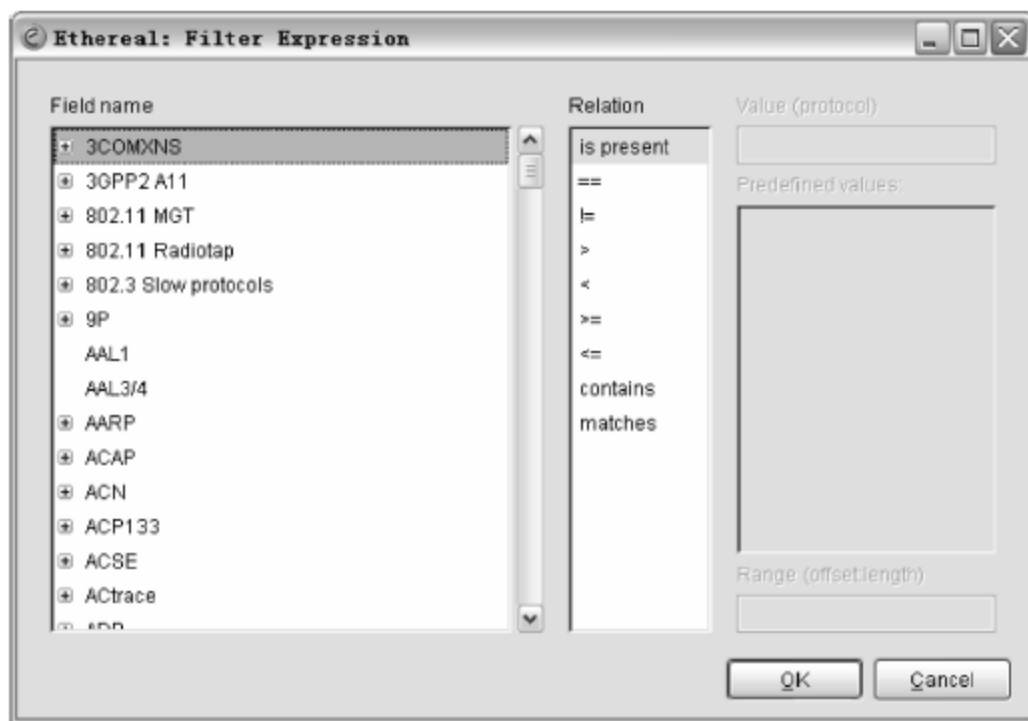 Ethereal: Filter Expression
Field name
Relation
Value (protocol)
3COMXNS
is present
3GPP2 A11
==
Predefined values:
802.11 MGT
!=
802.11 Radiotap
>
802.3 Slow protocols
<
9P
>=
AAL1
<=
AAL3/4
contains
AARP
matches
ACAP
ACN
ACP133
ACSE
Range (offset:length)
ACtrace
OK
Cancel